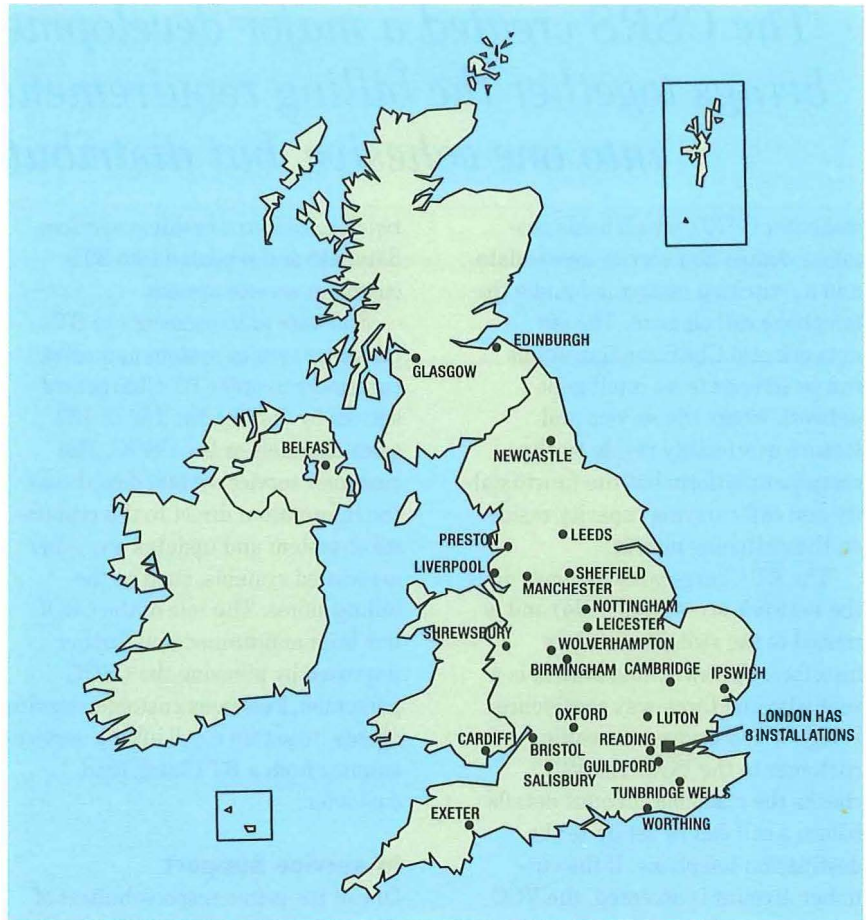 EDINBURGH
GLASGOW
NEWCASTLE
BELFAST
LEEDS
PRESTON
LIVERPOOL
SHEFFIELD
MANCHESTER
NOTTINGHAM
LEICESTER
SHREWSBURY
WOLVERHAMPTON
BIRMINGHAM
CAMBRIDGE
IPSWICH
OXFORD
LUTON
LONDON HAS
8 INSTALLATIONS
CARDIFF
BRISTOL
READING
GUILDFORD
SALISBURY
TUNBRIDGE WELLS
EXETER
WORTHING